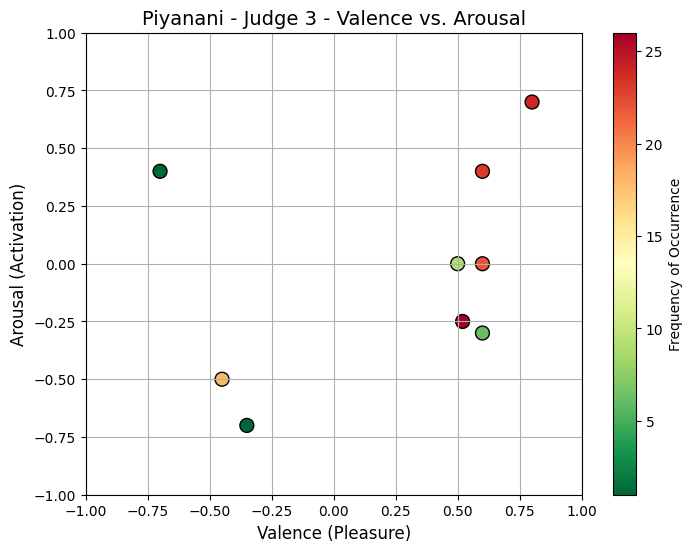 Piyanani - Judge 3 - Valence vs. Arousal
1.00
0.75
0.50
0.25
0.00
−0.25
−0.50
−0.75
−1.00
Arousal (Activation)
−1.00 −0.75 −0.50 −0.25 0.00 0.25 0.50 0.75 1.00
Valence (Pleasure)
25
20
15
10
5
Frequency of Occurrence